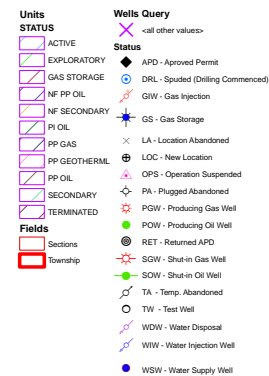 Units
STATUS
ACTIVE
EXPLORATORY
GAS STORAGE
NF PP OIL
NF SECONDARY
PI OIL
PP GAS
PP GEOTHERML
PP OIL
SECONDARY
TERMINATED
Fields
Sections
Township
Wells Query
<all other values>
Status
APD - Aproved Permit
DRL - Spuded (Drilling Commenced)
GIW - Gas Injection
GS - Gas Storage
LA - Location Abandoned
LOC - New Location
OPS - Operation Suspended
PA - Plugged Abandoned
PGW - Producing Gas Well
POW - Producing Oil Well
RET - Returned APD
SGW - Shut-in Gas Well
SOW - Shut-in Oil Well
TA - Temp. Abandoned
TW - Test Well
WDW - Water Disposal
WIW - Water Injection Well
WSW - Water Supply Well